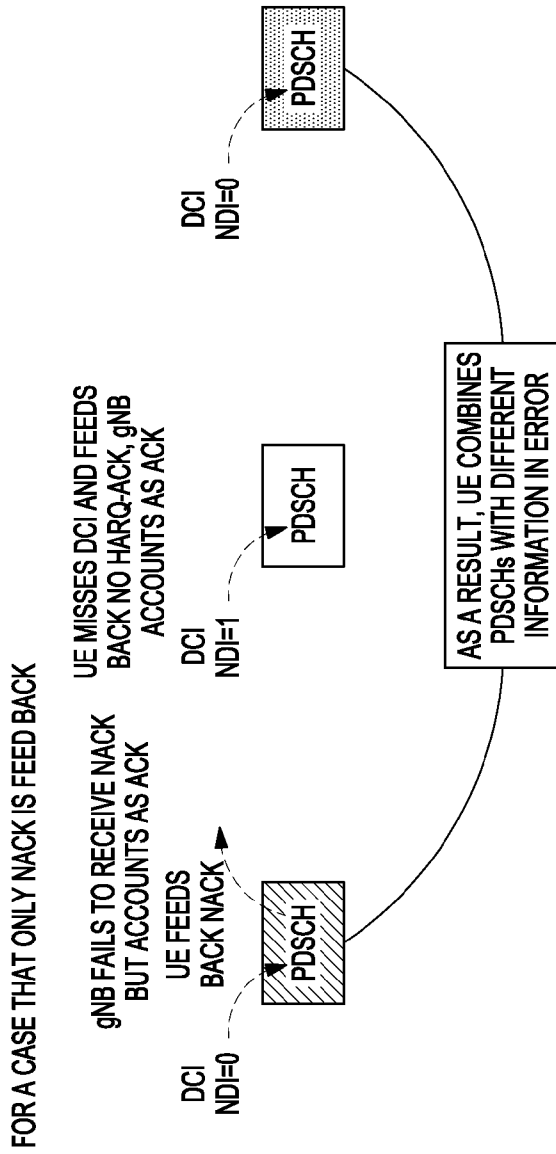 FOR A CASE THAT ONLY NACK IS FEED BACK
gNB FAILS TO RECEIVE NACK
BUT ACCOUNTS AS ACK
UE FEEDS
BACK NACK
DCI
NDI=0
PDSCH
UE MISSES DCI AND FEEDS
BACK NO HARQ-ACK, gNB
ACCOUNTS AS ACK
DCI
NDI=1
PDSCH
DCI
NDI=0
PDSCH
AS A RESULT, UE COMBINES
PDSCHs WITH DIFFERENT
INFORMATION IN ERROR